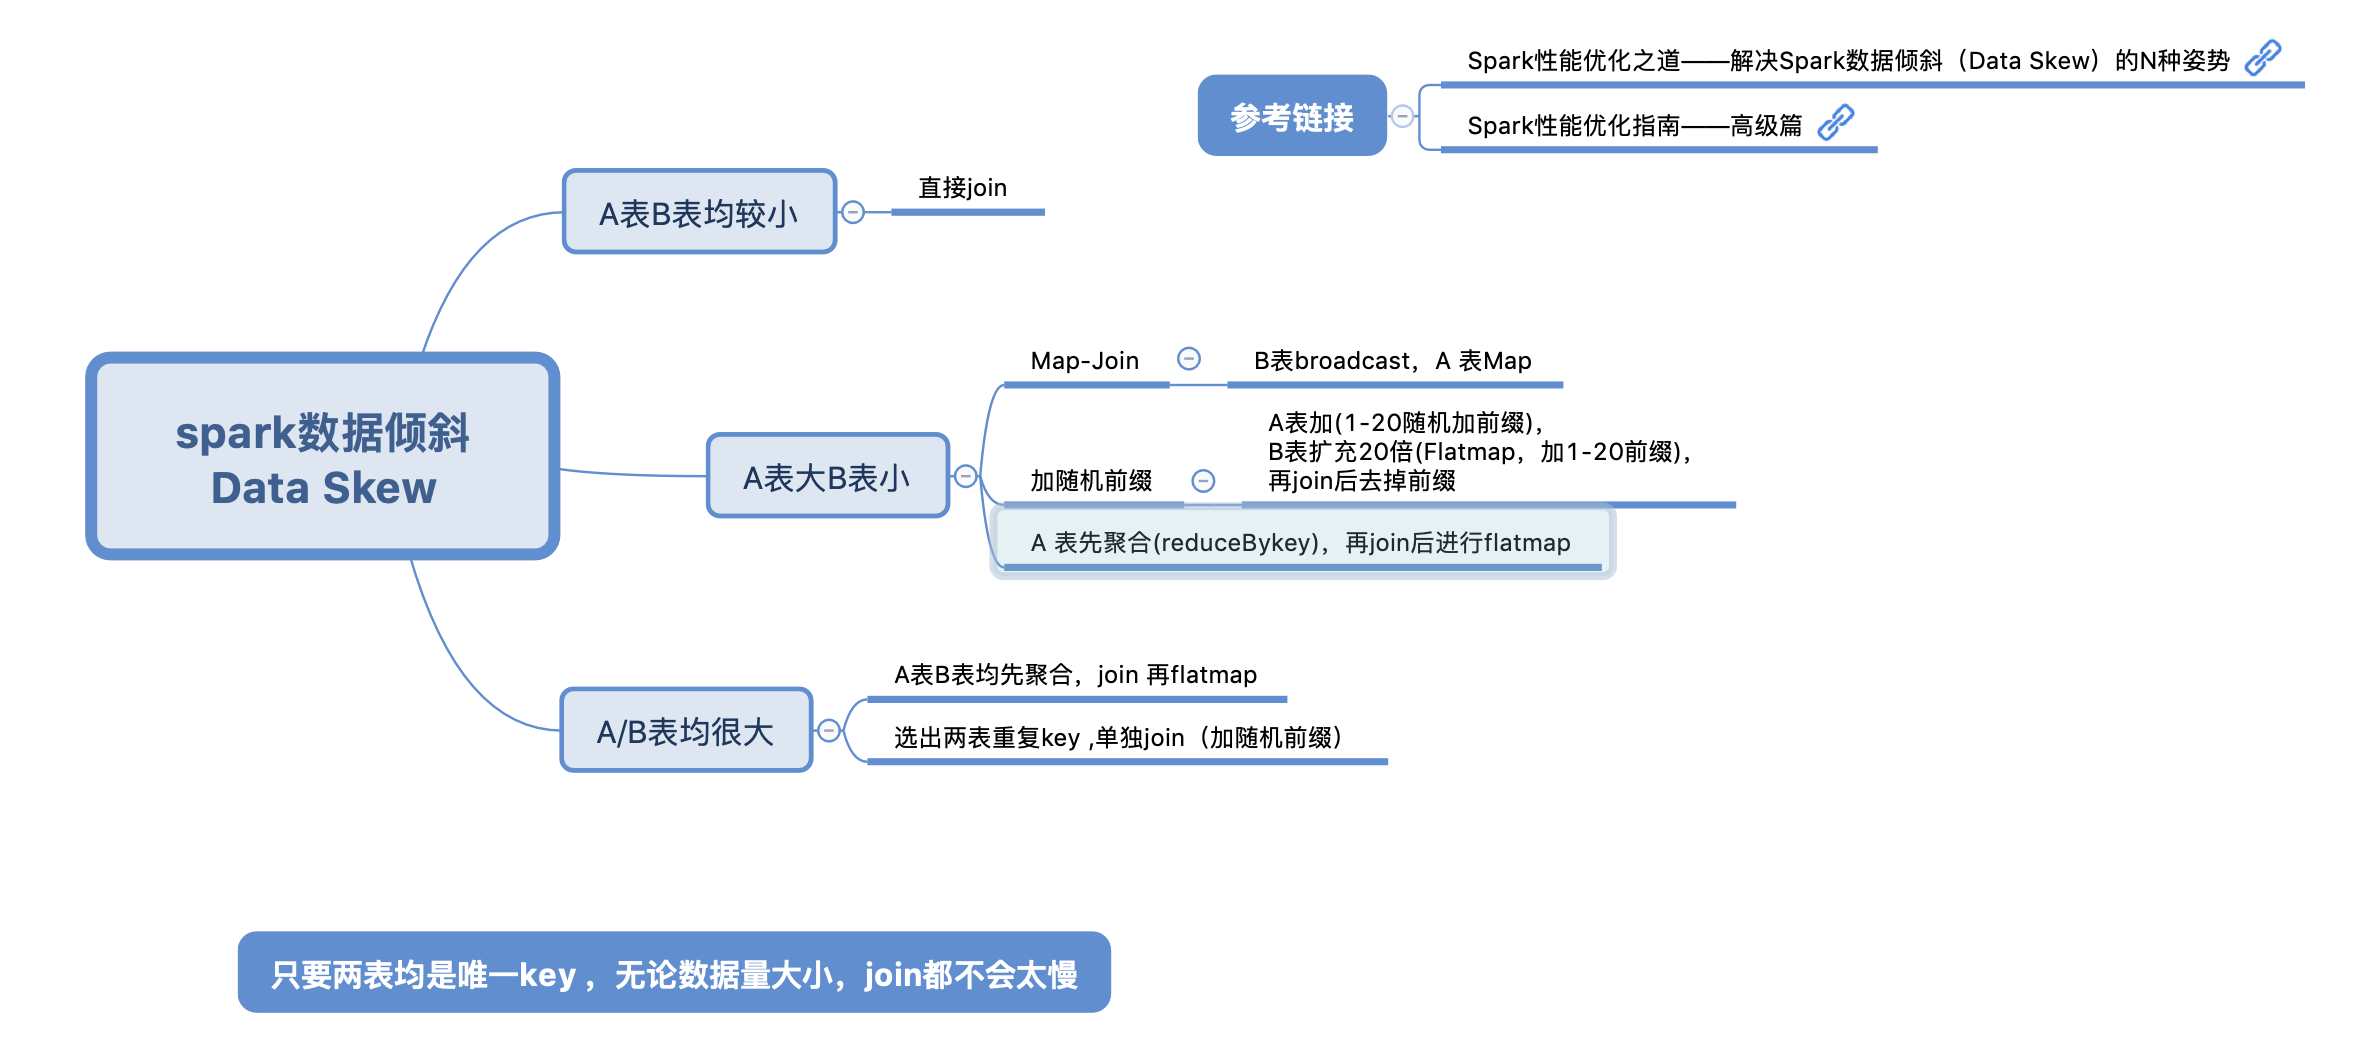 Spark性能优化之道——解决Spark数据倾斜（Data Skew）的N种姿势
参考链接
Spark性能优化指南——高级篇
直接join
A表B表均较小
Map-Join
B表broadcast，A 表Map
spark数据倾斜
Data Skew
A表大B表小
加随机前缀
A表加(1-20随机加前缀)，
B表扩充20倍(Flatmap，加1-20前缀)，
再join后去掉前缀
A 表先聚合(reduceBykey)，再join后进行flatmap
A/B表均很大
A表B表均先聚合，join 再flatmap
选出两表重复key ,单独join（加随机前缀）
只要两表均是唯一key ，无论数据量大小，join都不会太慢